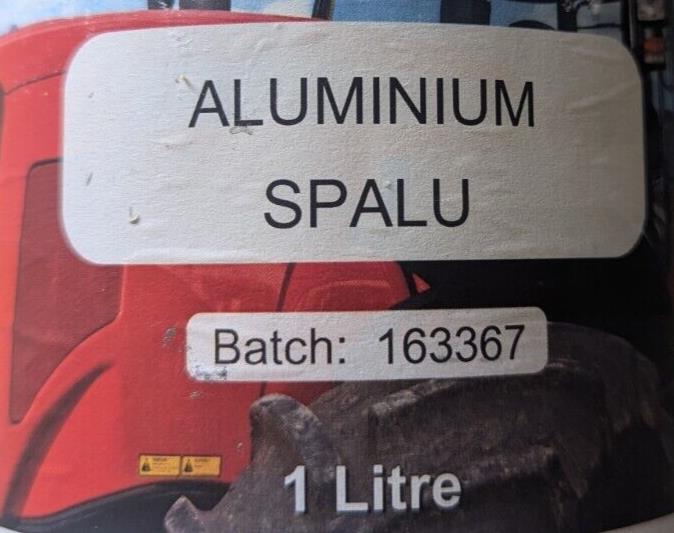 ALUMINIUM
SPALU
Batch: 163367
1 Litre